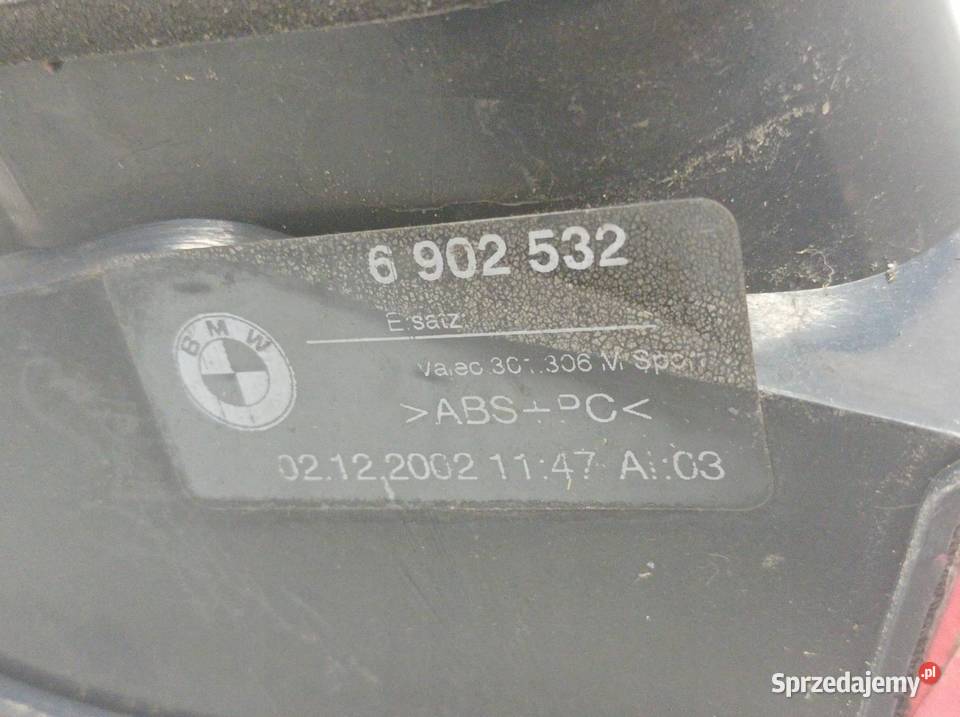 6 902 532
BMW
Ersatz
Valeo 301.306 M Sport
>ABS+PC<
02.12.2002 11:47 AI:03
Sprzedajemy.pl